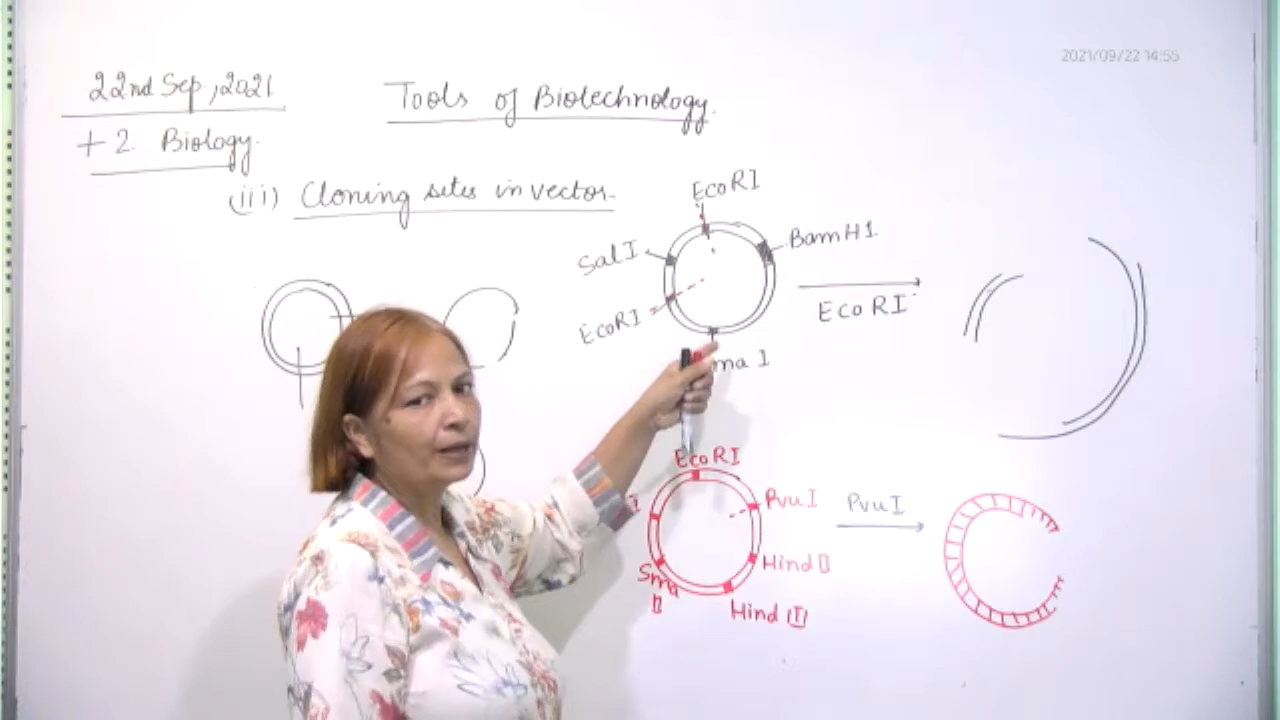 2021/09/22 14:55
22nd Sep, 2021
Tools of Biotechnology.
+2 Biology.
(iii) Cloning sites in vector.
EcoRI
BamH1
SalI
EcoRI
EcoRI
ma I
EcoRI
PvuI
PvuI
Hind II
Sma
II
Hind III